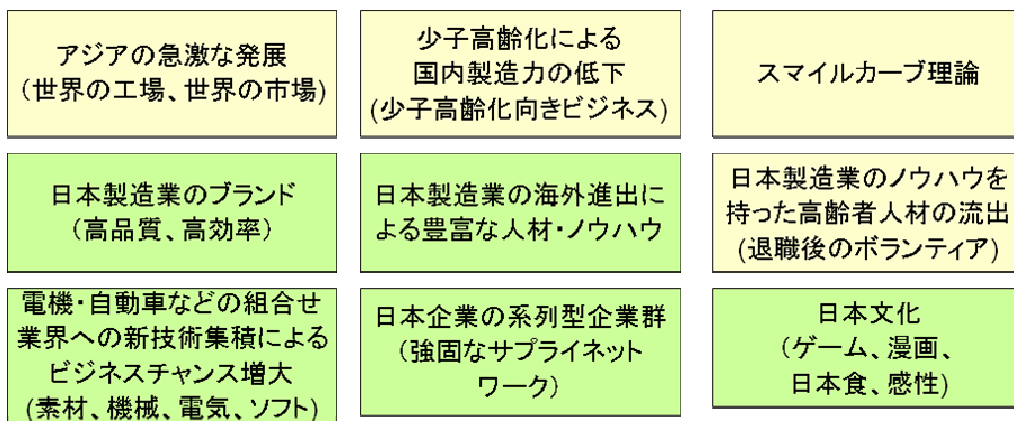 アジアの急激な発展
（世界の工場、世界の市場）
少子高齢化による
国内製造力の低下
(少子高齢化向きビジネス)
スマイルカーブ理論
日本製造業のブランド
（高品質、高効率）
日本製造業の海外進出に
よる豊富な人材・ノウハウ
日本製造業のノウハウを
持った高齢者人材の流出
(退職後のボランティア)
電機・自動車などの組合せ
業界への新技術集積による
ビジネスチャンス増大
(素材、機械、電気、ソフト)
日本企業の系列型企業群
（強固なサプライネット
ワーク）
日本文化
（ゲーム、漫画、
日本食、感性)